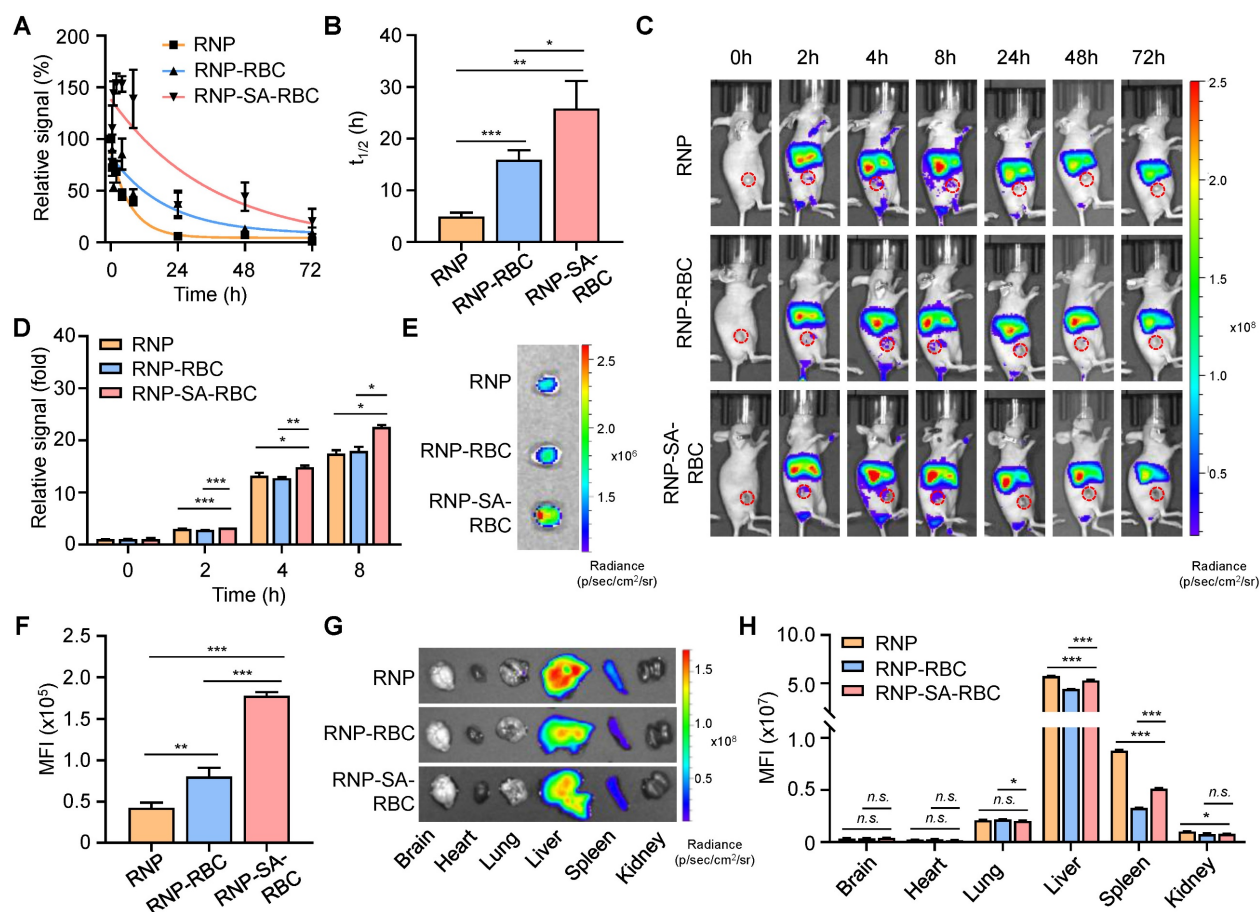 A
200
150
100
50
0
Relative signal (%)
RNP
RNP-RBC
RNP-SA-RBC
0 24 48 72
Time (h)
B
40
30
20
10
0
t1/2 (h)
*
**
***
RNP
RNP-RBC
RNP-SA-
RBC
C
0h 2h 4h 8h 24h 48h 72h
RNP
RNP-RBC
RNP-SA-
RBC
2.5
2.0
1.5
x10⁸
1.0
0.5
Radiance
(p/sec/cm²/sr)
D
40
30
20
10
0
Relative signal (fold)
RNP
RNP-RBC
RNP-SA-RBC
***
***
**
*
*
*
0 2 4 8
Time (h)
E
RNP
RNP-RBC
RNP-SA-
RBC
2.5
2.0
x10⁶
1.5
Radiance
(p/sec/cm²/sr)
F
2.5
2.0
1.5
1.0
0.5
0
MFI (x10⁵)
***
***
**
RNP
RNP-RBC
RNP-SA-
RBC
G
RNP
RNP-RBC
RNP-SA-
RBC
Brain Heart Lung Liver Spleen Kidney
1.5
1.0
x10⁸
0.5
Radiance
(p/sec/cm²/sr)
H
10.0
5.0
1.0
0.5
0.0
MFI (x10⁷)
RNP
RNP-RBC
RNP-SA-RBC
n.s.
n.s.
n.s.
n.s.
*
n.s.
***
***
***
***
n.s.
*
Brain Heart Lung Liver Spleen Kidney